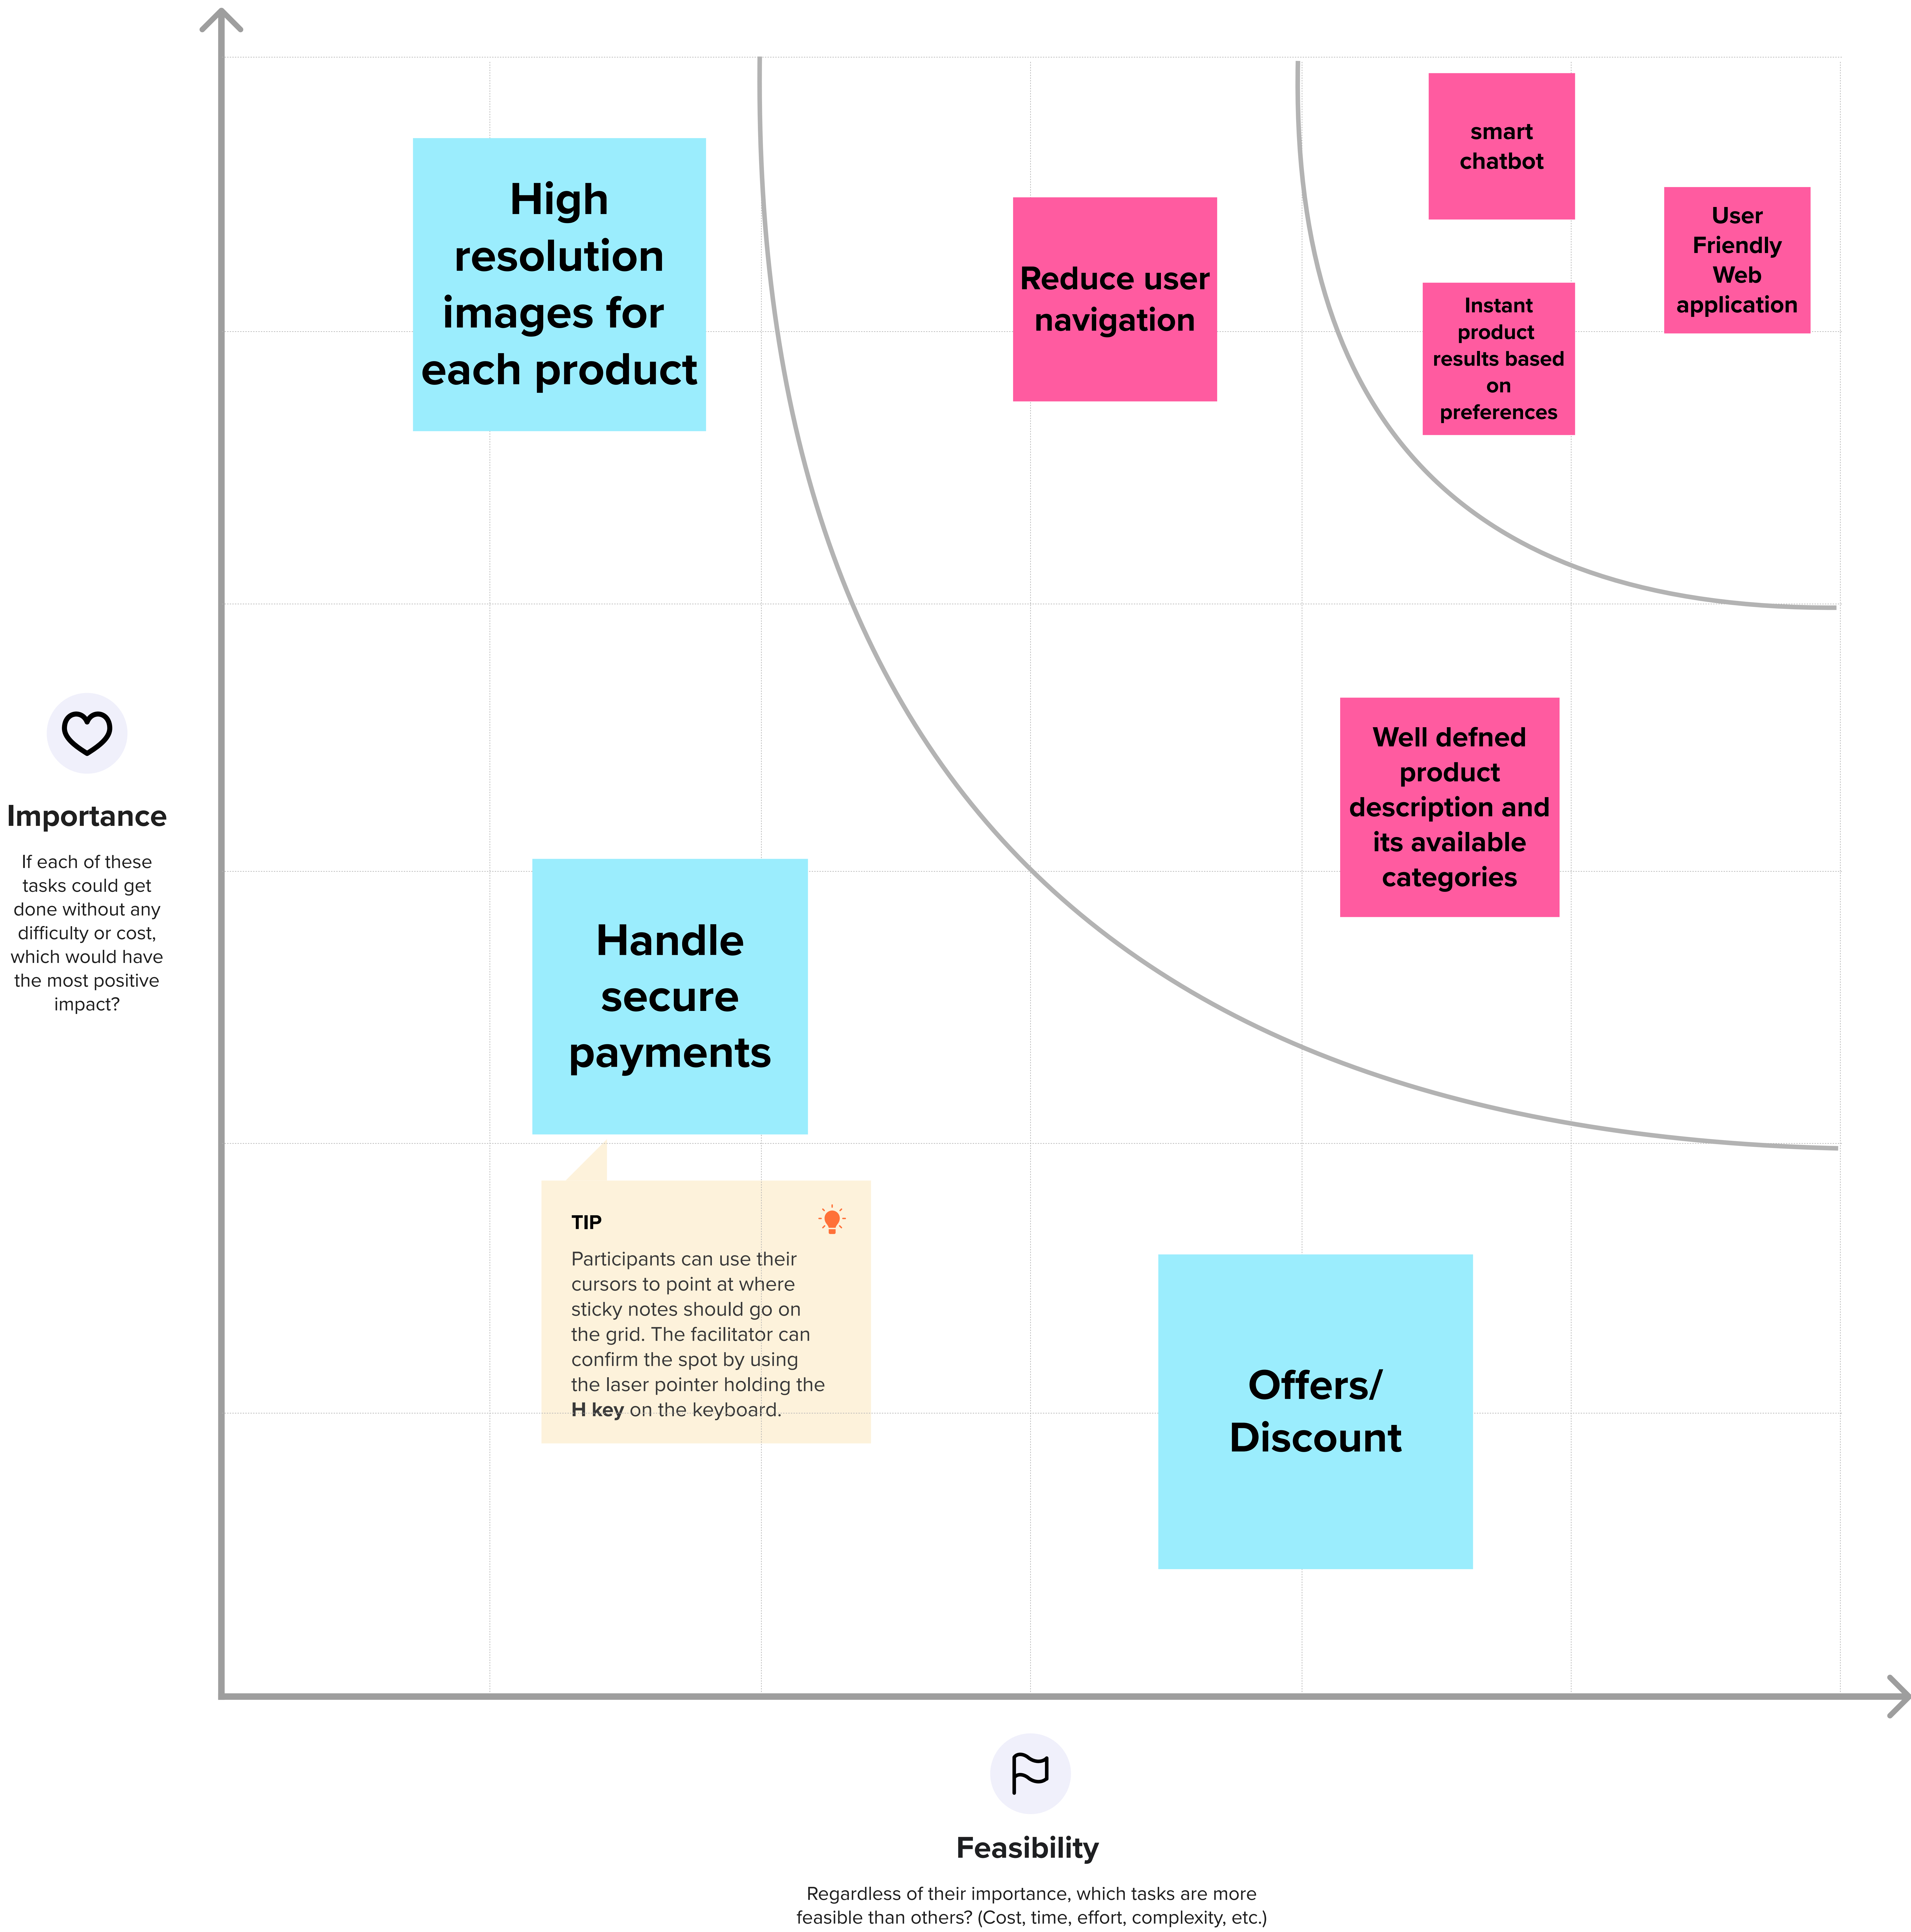 smart
chatbot
High
resolution
images for
each product
User
Friendly
Web
application
Reduce user
navigation
Instant
product
results based
on
preferences
Well defned
product
description and
its available
categories
Importance
If each of these
tasks could get
done without any
difficulty or cost,
which would have
the most positive
impact?
Handle
secure
payments
TIP
Participants can use their
cursors to point at where
sticky notes should go on
the grid. The facilitator can
confirm the spot by using
the laser pointer holding the
H key on the keyboard.
Offers/
Discount
Feasibility
Regardless of their importance, which tasks are more
feasible than others? (Cost, time, effort, complexity, etc.)